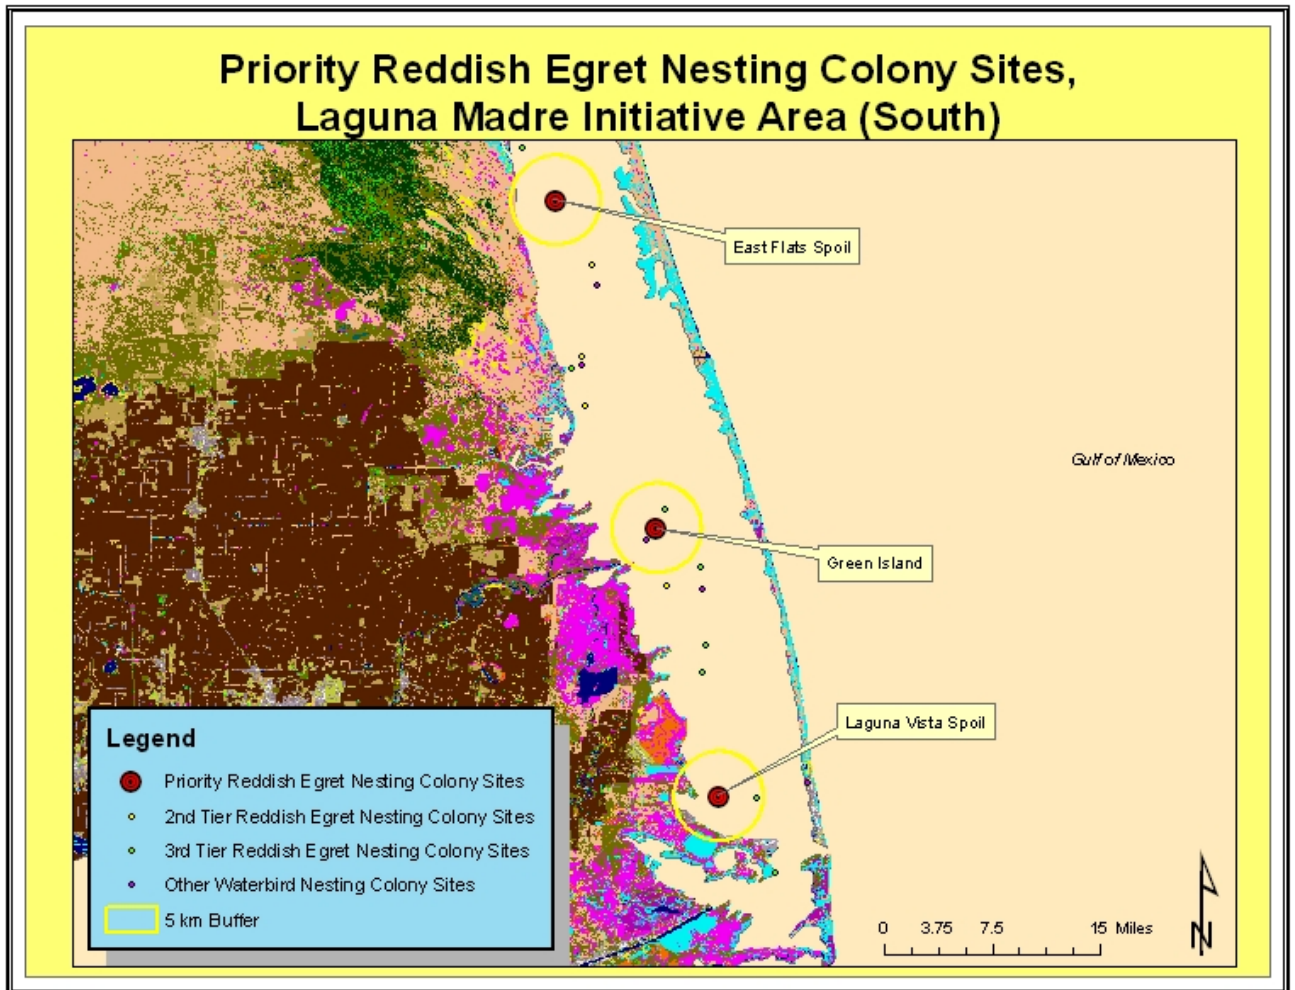 Priority Reddish Egret Nesting Colony Sites,
Laguna Madre Initiative Area (South)
East Flats Spoil
Gulf of Mexico
Green Island
Laguna Vista Spoil
Legend
Priority Reddish Egret Nesting Colony Sites
2nd Tier Reddish Egret Nesting Colony Sites
3rd Tier Reddish Egret Nesting Colony Sites
Other Waterbird Nesting Colony Sites
5 km Buffer
0 3.75 7.5 15 Miles
N